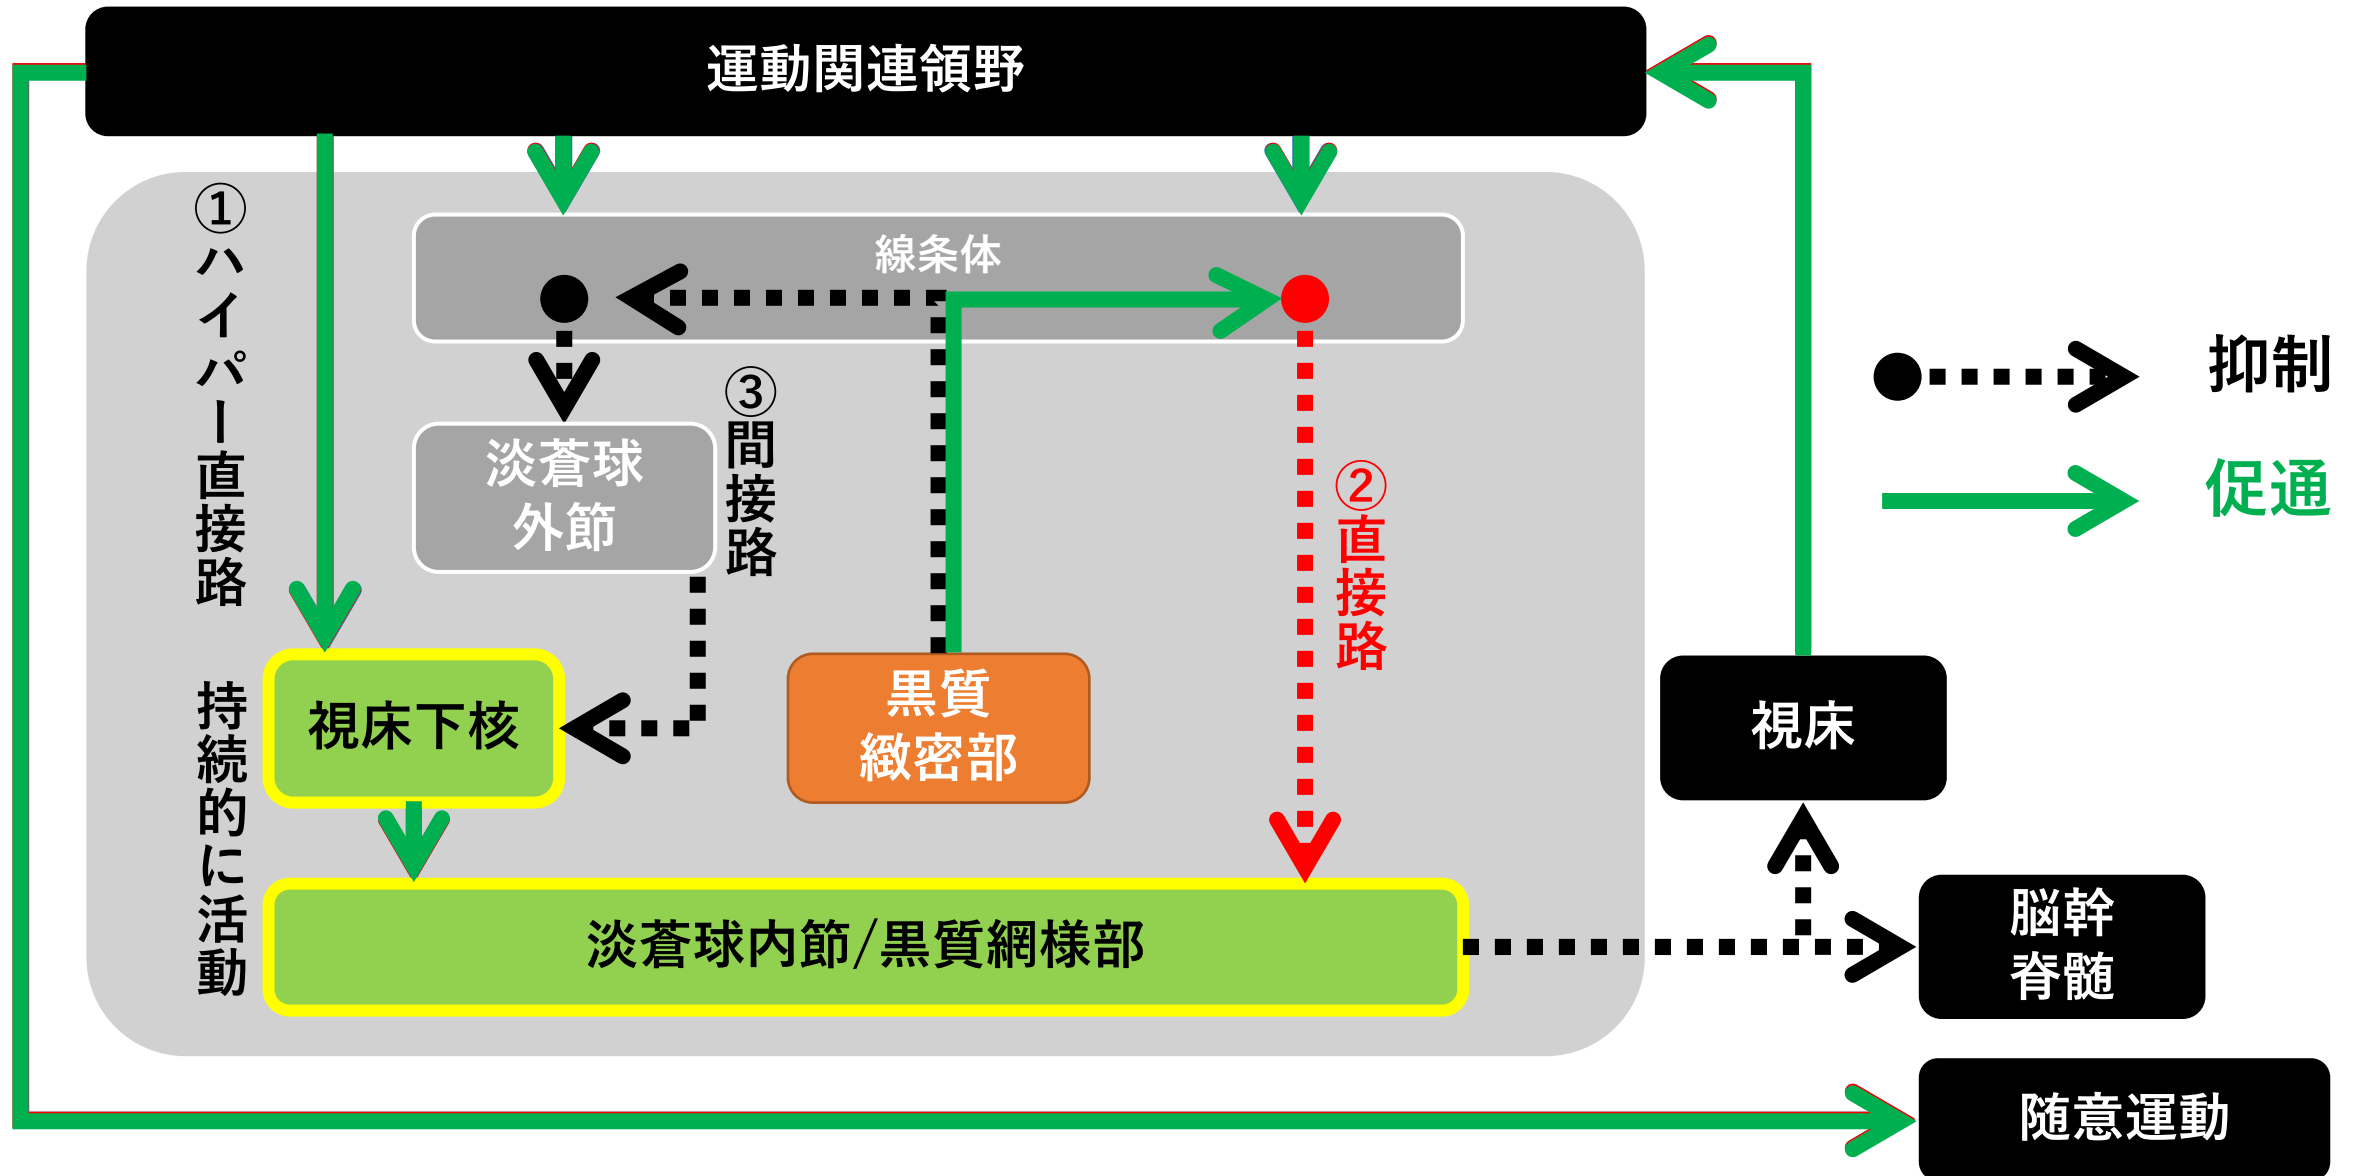 運動関連領野
①ハイパー直接路
持続的に活動
線条体
③間接路
淡蒼球
外節
②直接路
抑制
促通
視床下核
黒質
緻密部
視床
淡蒼球内節/黒質網様部
脳幹
脊髄
随意運動